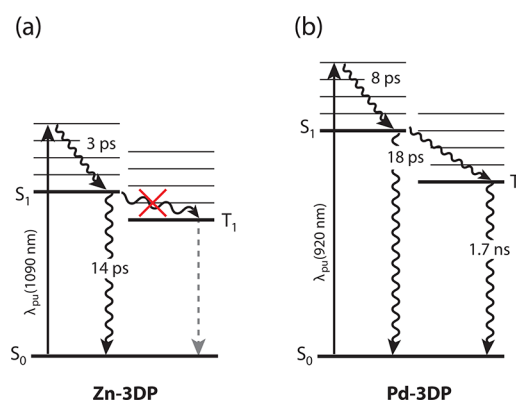 (a)
(b)
3 ps
8 ps
S1
S1
18 ps
T
T1
λpu(1090 nm)
λpu(920 nm)
14 ps
1.7 ns
S0
S0
Zn-3DP
Pd-3DP